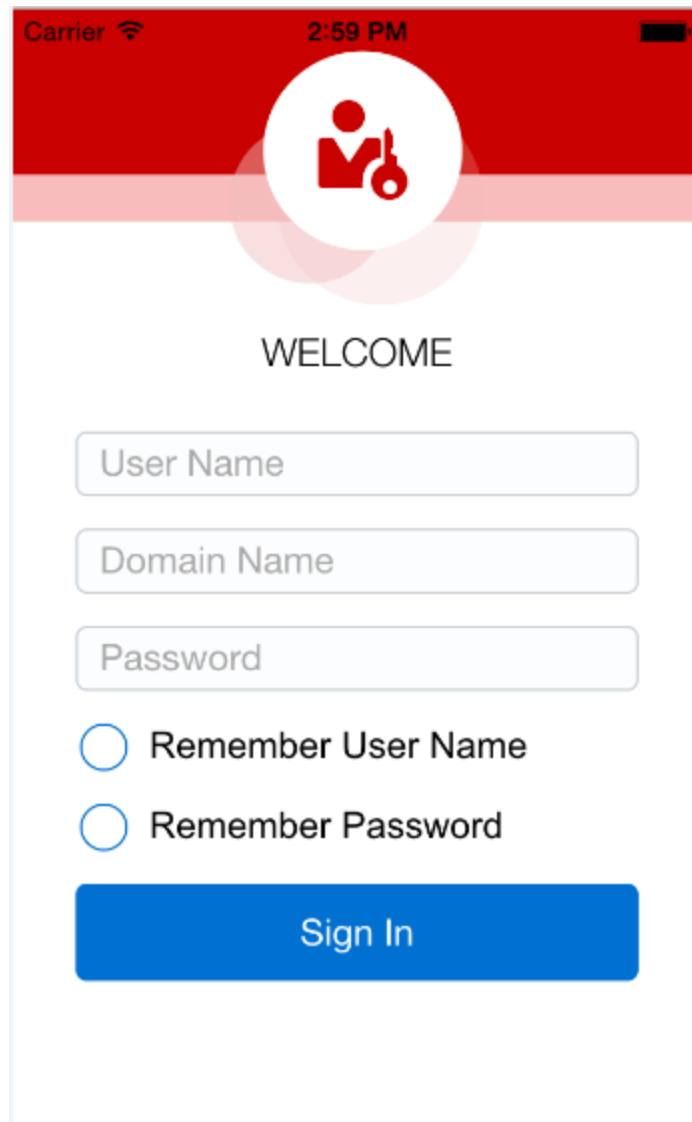 Carrier 2:59 PM
WELCOME
User Name
Domain Name
Password
Remember User Name
Remember Password
Sign In